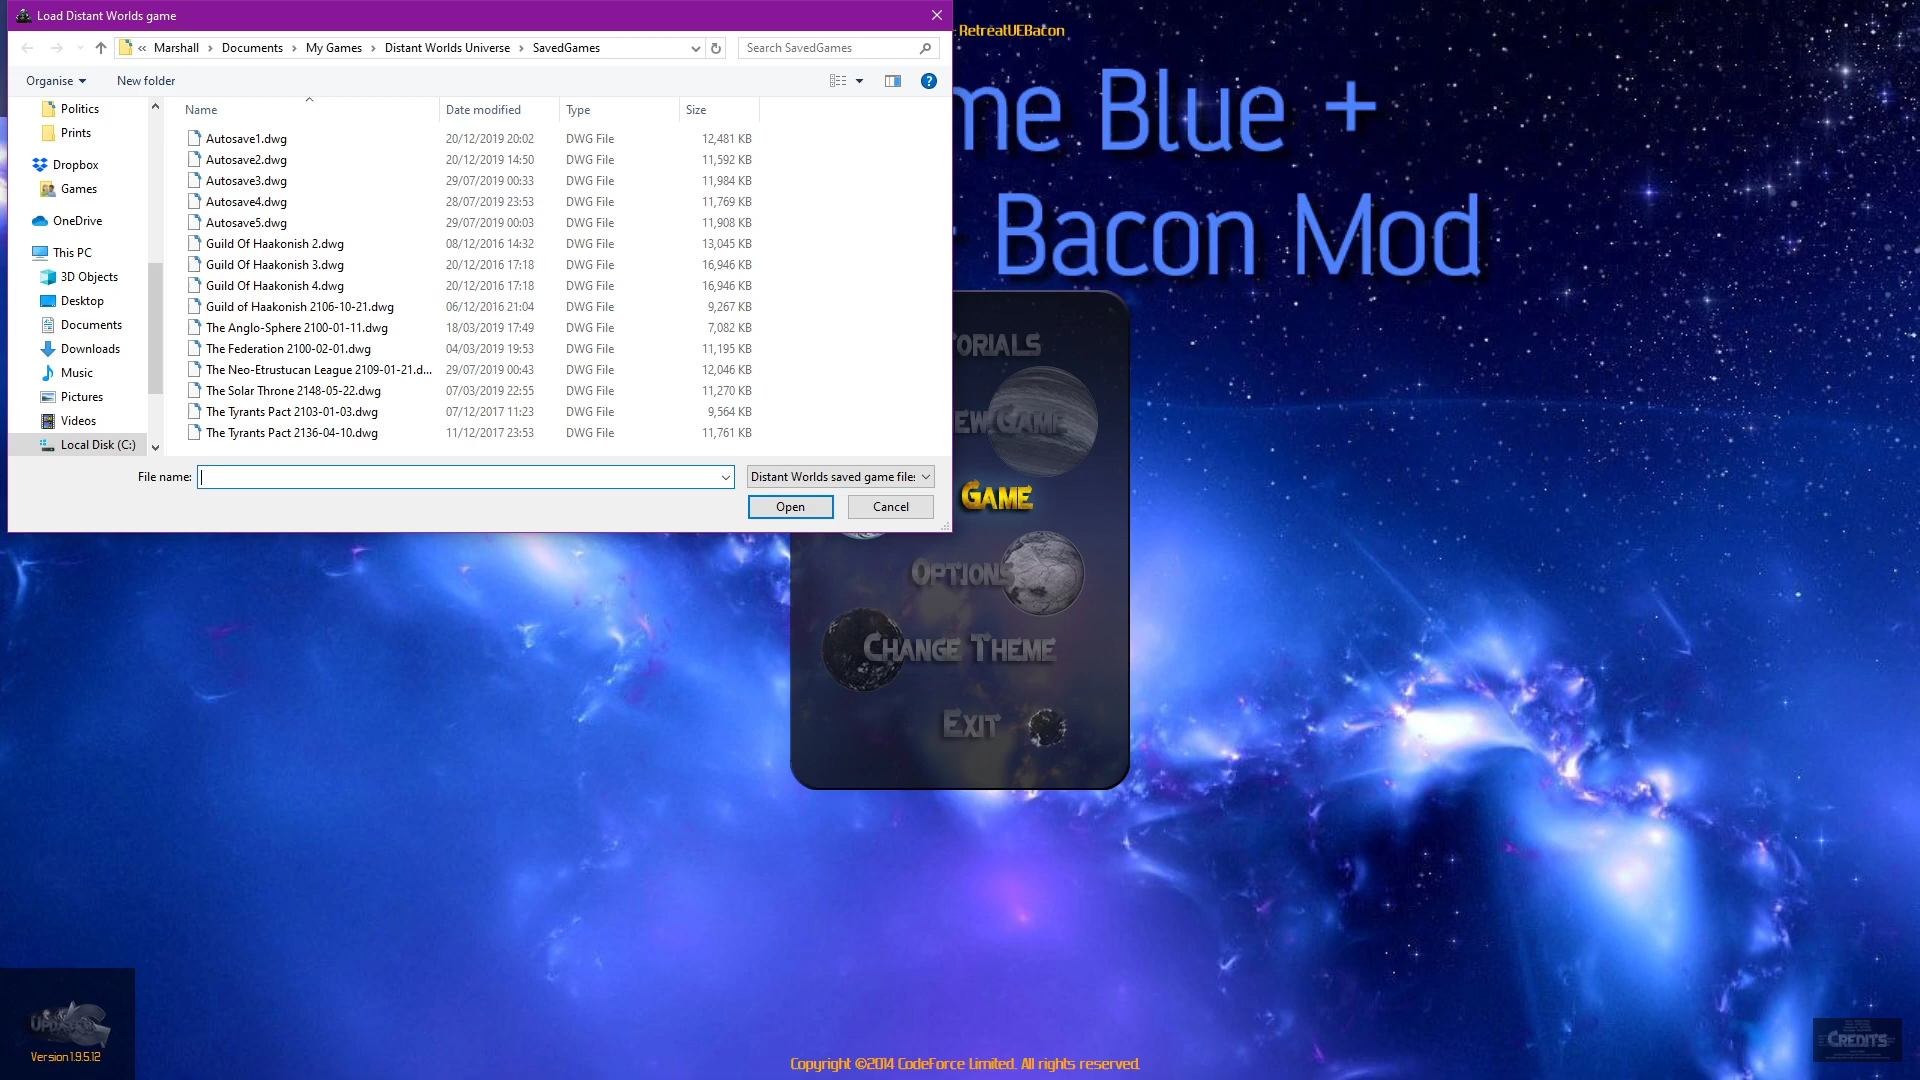 Load Distant Worlds game
« Marshall › Documents › My Games › Distant Worlds Universe › SavedGames
Search SavedGames
: RetreatUEBacon
Organise
New folder
me Blue +
Bacon Mod
Name Date modified Type Size
Politics
Prints
Dropbox
Games
OneDrive
This PC
3D Objects
Desktop
Documents
Downloads
Music
Pictures
Videos
Local Disk (C:)
Autosave1.dwg 20/12/2019 20:02 DWG File 12,481 KB
Autosave2.dwg 20/12/2019 14:50 DWG File 11,592 KB
Autosave3.dwg 29/07/2019 00:33 DWG File 11,984 KB
Autosave4.dwg 28/07/2019 23:53 DWG File 11,769 KB
Autosave5.dwg 29/07/2019 00:03 DWG File 11,908 KB
Guild Of Haakonish 2.dwg 08/12/2016 14:32 DWG File 13,045 KB
Guild Of Haakonish 3.dwg 20/12/2016 17:18 DWG File 16,946 KB
Guild Of Haakonish 4.dwg 20/12/2016 17:18 DWG File 16,946 KB
Guild of Haakonish 2106-10-21.dwg 06/12/2016 21:04 DWG File 9,267 KB
The Anglo-Sphere 2100-01-11.dwg 18/03/2019 17:49 DWG File 7,082 KB
The Federation 2100-02-01.dwg 04/03/2019 19:53 DWG File 11,195 KB
The Neo-Etrustucan League 2109-01-21.d... 29/07/2019 00:43 DWG File 12,046 KB
The Solar Throne 2148-05-22.dwg 07/03/2019 22:55 DWG File 11,270 KB
The Tyrants Pact 2103-01-03.dwg 07/12/2017 11:23 DWG File 9,564 KB
The Tyrants Pact 2136-04-10.dwg 11/12/2017 23:53 DWG File 11,761 KB
File name:
Distant Worlds saved game files
Open
Cancel
ORIALS
EW GAME
GAME
OPTIONS
CHANGE THEME
EXIT
UPDATES
Version 1.9.5.12
Copyright ©2014 CodeForce Limited. All rights reserved.
CREDITS